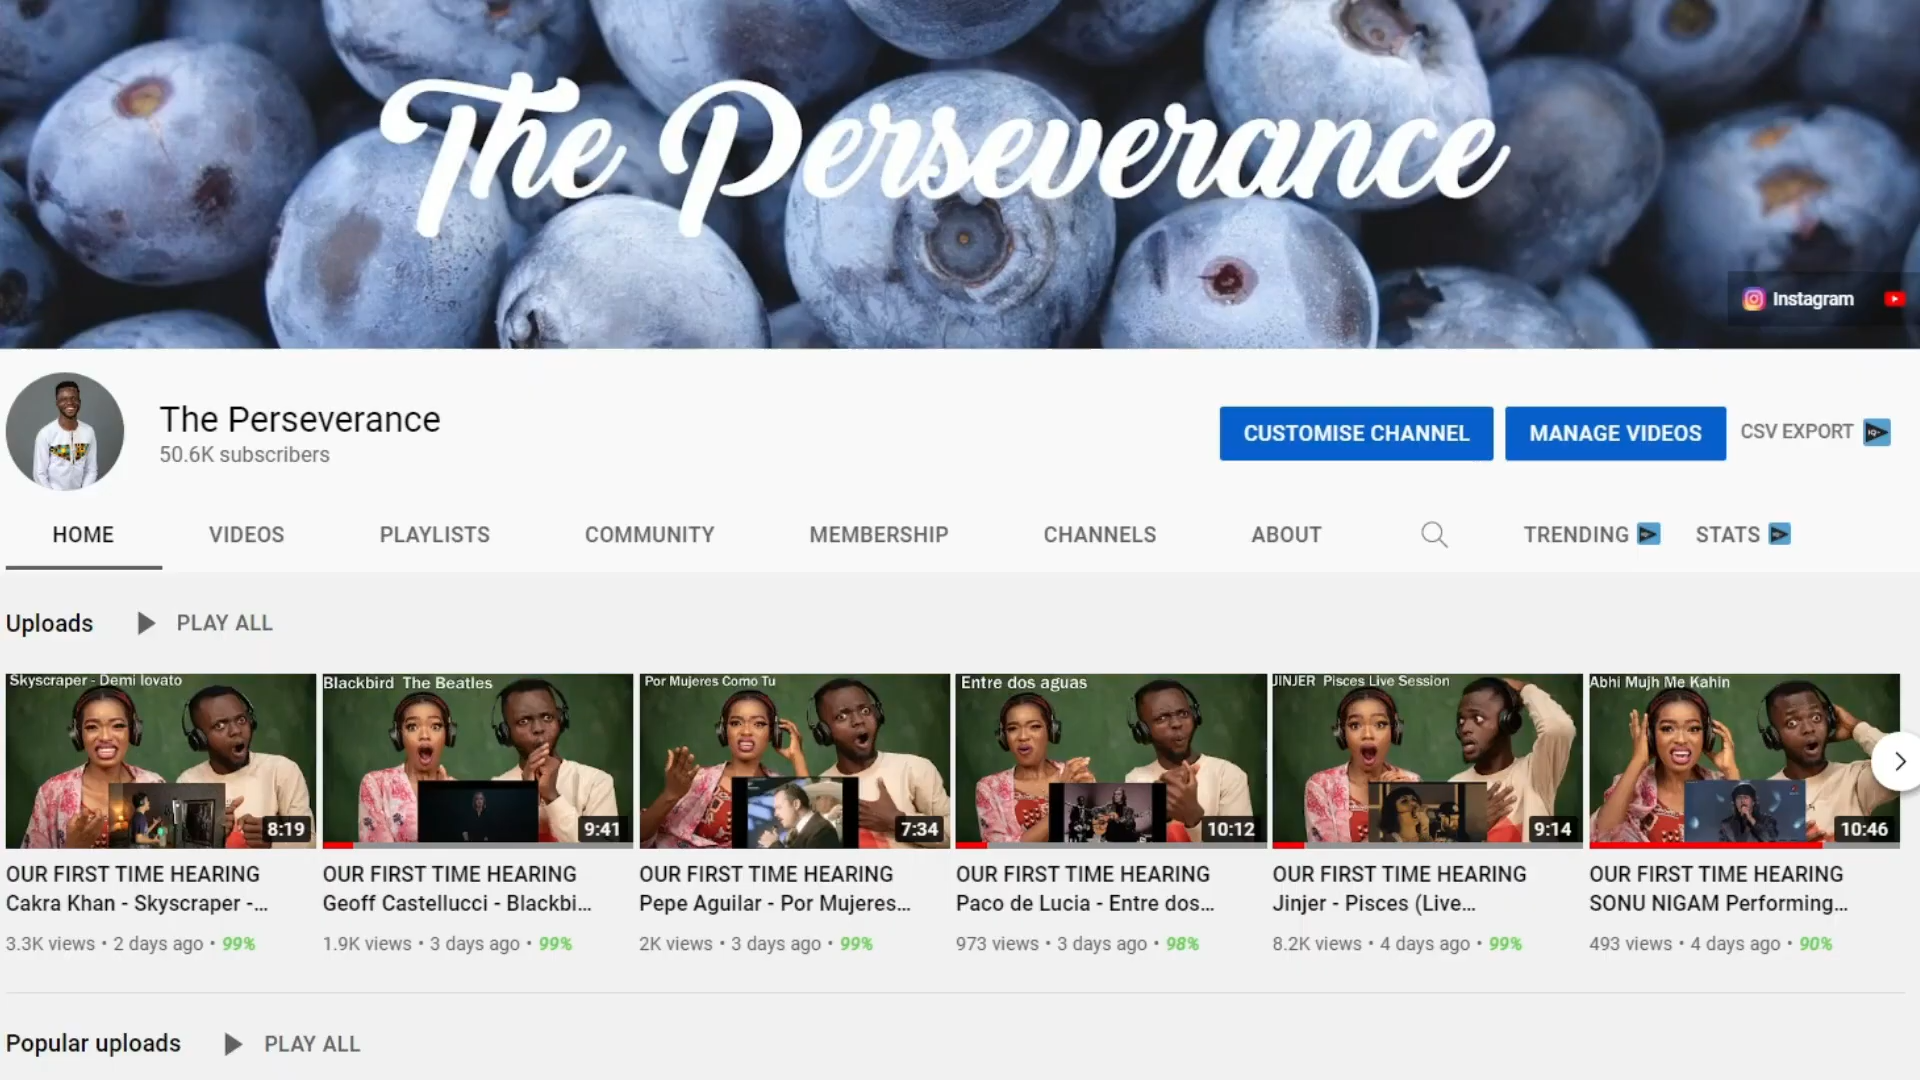 The Perseverance
Instagram
The Perseverance
50.6K subscribers
CUSTOMISE CHANNEL
MANAGE VIDEOS
CSV EXPORT
HOME
VIDEOS
PLAYLISTS
COMMUNITY
MEMBERSHIP
CHANNELS
ABOUT
TRENDING
STATS
Uploads
PLAY ALL
Skyscraper - Demi lovato
8:19
OUR FIRST TIME HEARING
Cakra Khan - Skyscraper -...
3.3K views • 2 days ago • 99%
Blackbird The Beatles
9:41
OUR FIRST TIME HEARING
Geoff Castellucci - Blackbi...
1.9K views • 3 days ago • 99%
Por Mujeres Como Tu
7:34
OUR FIRST TIME HEARING
Pepe Aguilar - Por Mujeres...
2K views • 3 days ago • 99%
Entre dos aguas
10:12
OUR FIRST TIME HEARING
Paco de Lucia - Entre dos...
973 views • 3 days ago • 98%
JINJER Pisces Live Session
9:14
OUR FIRST TIME HEARING
Jinjer - Pisces (Live...
8.2K views • 4 days ago • 99%
Abhi Mujh Me Kahin
10:46
OUR FIRST TIME HEARING
SONU NIGAM Performing...
493 views • 4 days ago • 90%
Popular uploads
PLAY ALL